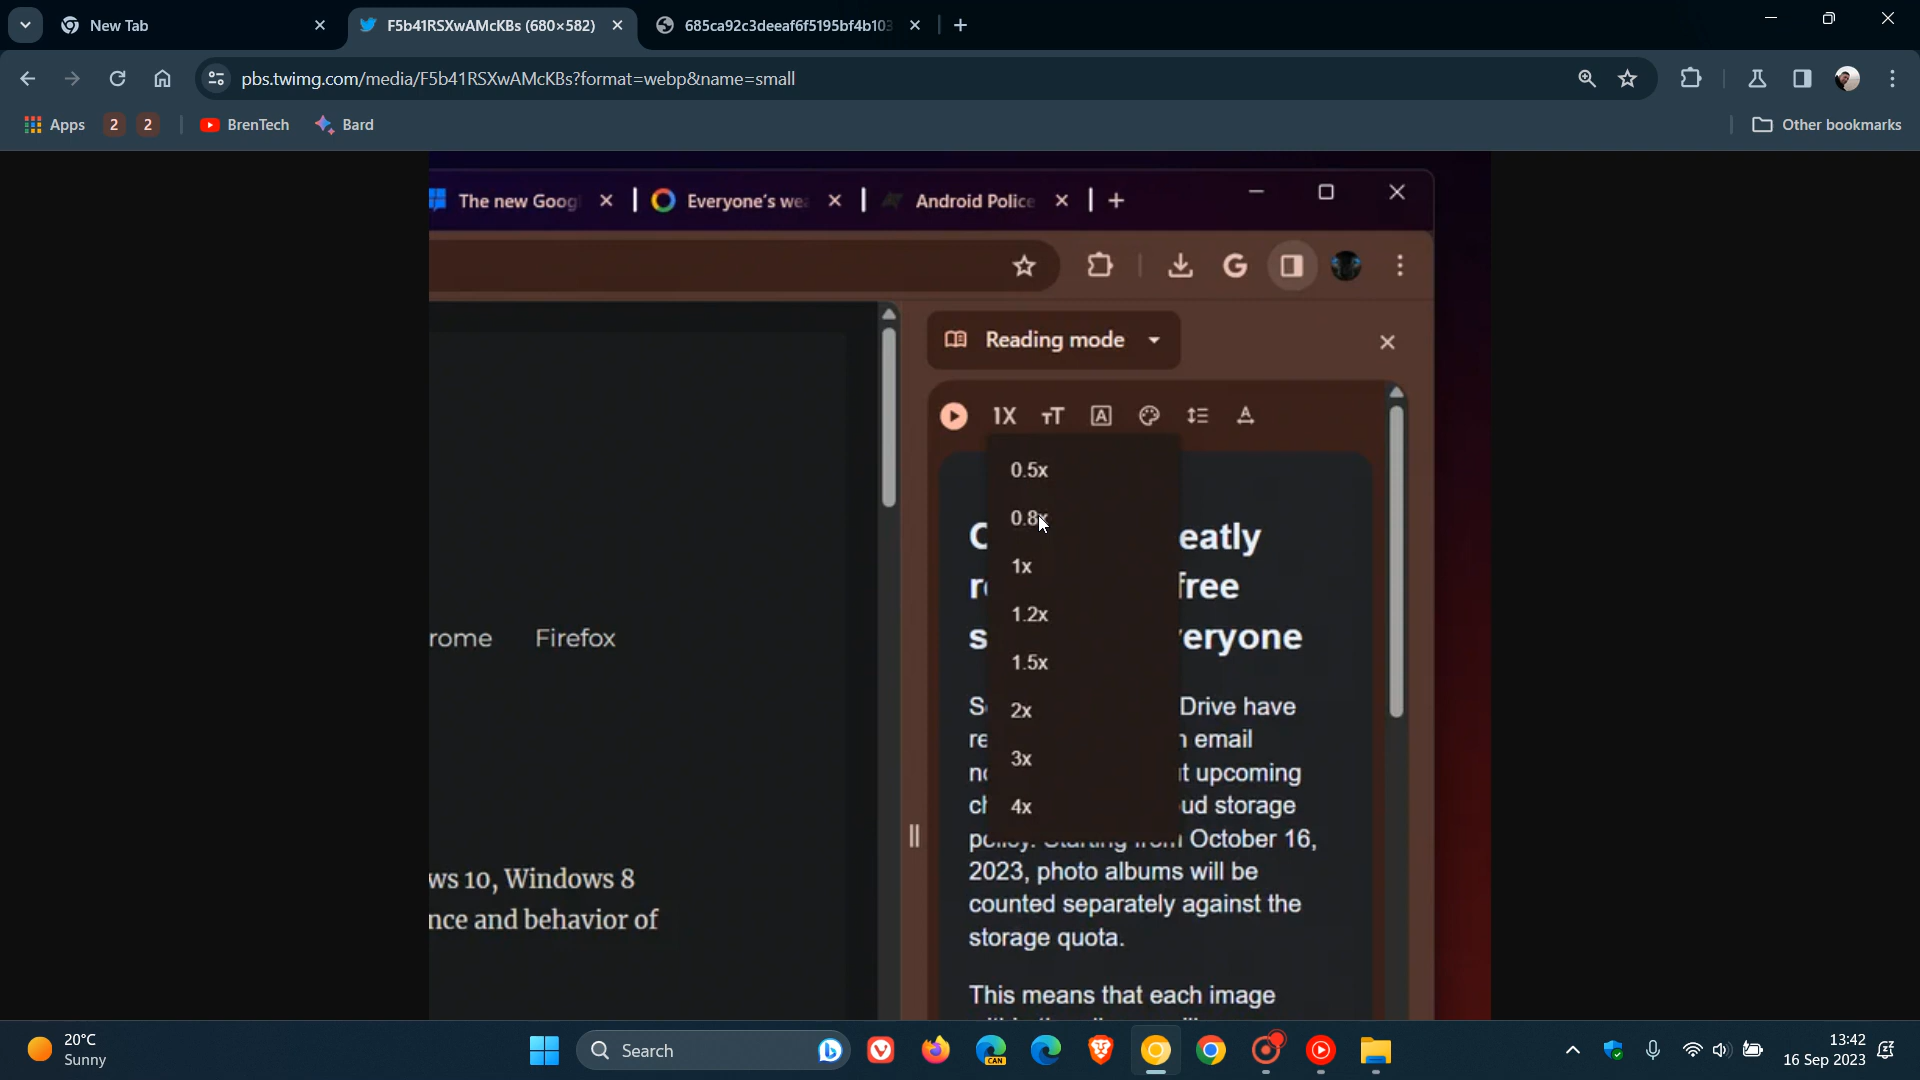 New Tab
F5b41RSXwAMcKBs (680×582)
685ca92c3deeaf6f5195bf4b103
pbs.twimg.com/media/F5b41RSXwAMcKBs?format=webp&name=small
Apps
2
2
BrenTech
Bard
Other bookmarks
The new Goog
Everyone's wea
Android Police
Reading mode
1X
0.5x
0.8x
1x
1.2x
1.5x
2x
3x
4x
eatly
free
eryone
Drive have
email
upcoming
ud storage
October 16,
2023, photo albums will be
counted separately against the
storage quota.
This means that each image
rome Firefox
ws 10, Windows 8
nce and behavior of
20°C
Sunny
Search
CAN
13:42
16 Sep 2023